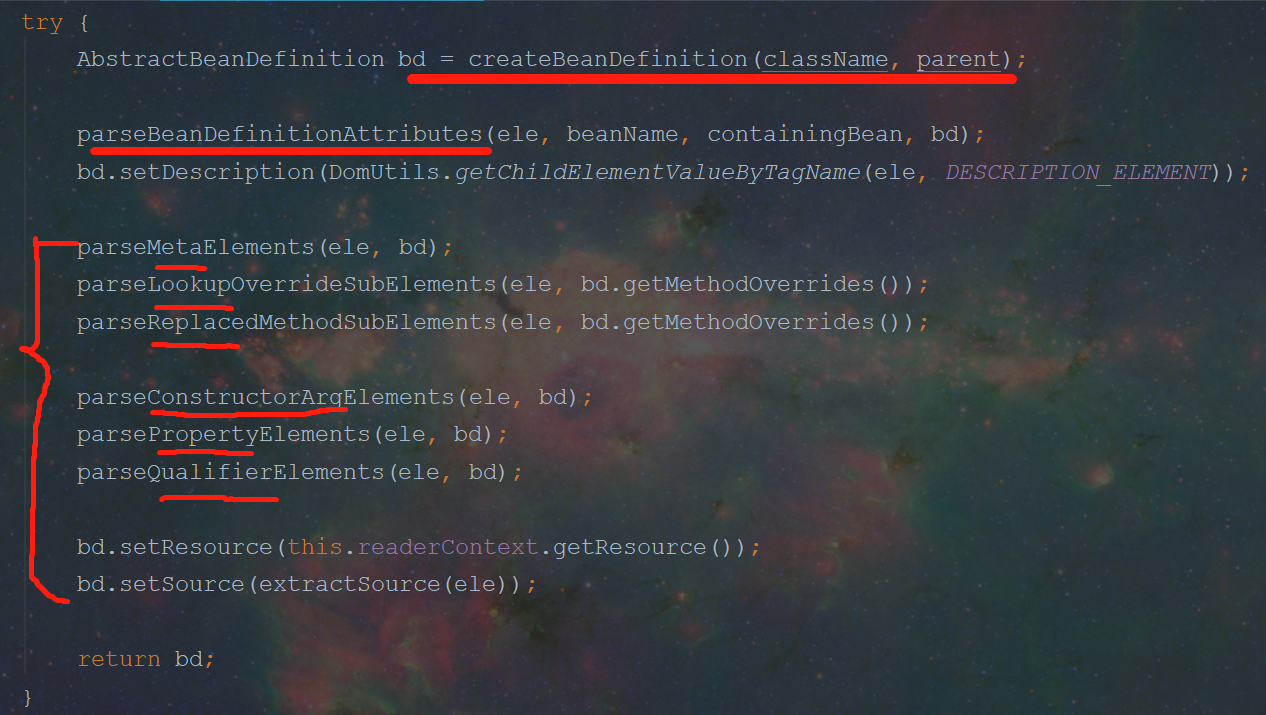 try {
AbstractBeanDefinition bd = createBeanDefinition(className, parent);
parseBeanDefinitionAttributes(ele, beanName, containingBean, bd);
bd.setDescription(DomUtils.getChildElementValueByTagName(ele, DESCRIPTION_ELEMENT));
parseMetaElements(ele, bd);
parseLookupOverrideSubElements(ele, bd.getMethodOverrides());
parseReplacedMethodSubElements(ele, bd.getMethodOverrides());
parseConstructorArgElements(ele, bd);
parsePropertyElements(ele, bd);
parseQualifierElements(ele, bd);
bd.setResource(this.readerContext.getResource());
bd.setSource(extractSource(ele));
return bd;
}